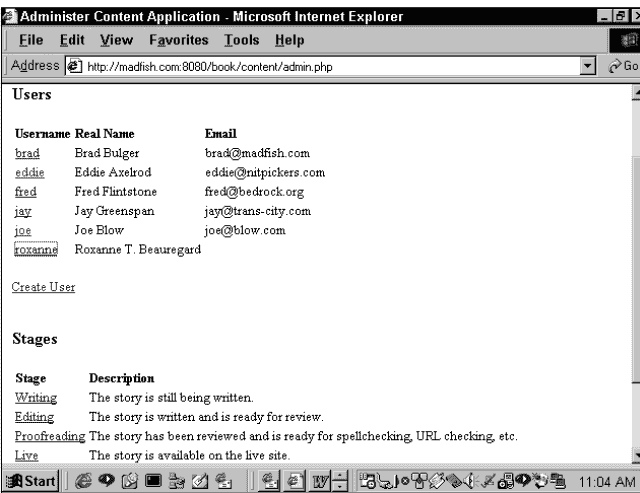 Administer Content Application - Microsoft Internet Explorer
File Edit View Favorites Tools Help
Address http://madfish.com:8080/book/content/admin.php Go
Users
Username Real Name Email
brad Brad Bulger brad@madfish.com
eddie Eddie Axelrod eddie@nitpickers.com
fred Fred Flintstone fred@bedrock.org
jay Jay Greenspan jay@trans-city.com
joe Joe Blow joe@blow.com
roxanne Roxanne T. Beauregard
Create User
Stages
Stage Description
Writing The story is still being written.
Editing The story is written and is ready for review.
Proofreading The story has been reviewed and is ready for spellchecking, URL checking, etc.
Live The story is available on the live site.
Start 11:04 AM